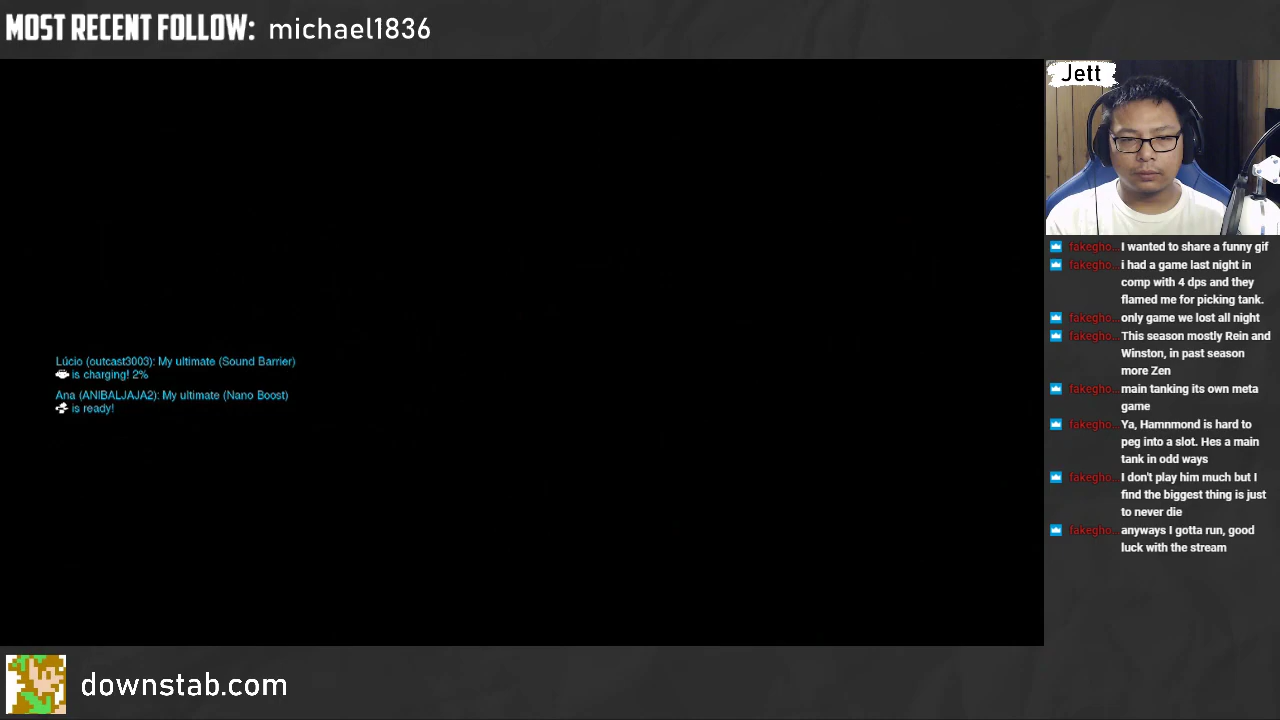 MOST RECENT FOLLOW: michael1836
Jett
Lúcio (outcast3003): My ultimate (Sound Barrier)
is charging! 2%
Ana (ANIBALJAJA2): My ultimate (Nano Boost)
is ready!
fakegho... I wanted to share a funny gif
fakegho... i had a game last night in
comp with 4 dps and they
flamed me for picking tank.
fakegho... only game we lost all night
fakegho... This season mostly Rein and
Winston, in past season
more Zen
fakegho... main tanking its own meta
game
fakegho... Ya, Hamnmond is hard to
peg into a slot. Hes a main
tank in odd ways
fakegho... I don't play him much but I
find the biggest thing is just
to never die
fakegho... anyways I gotta run, good
luck with the stream
downstab.com